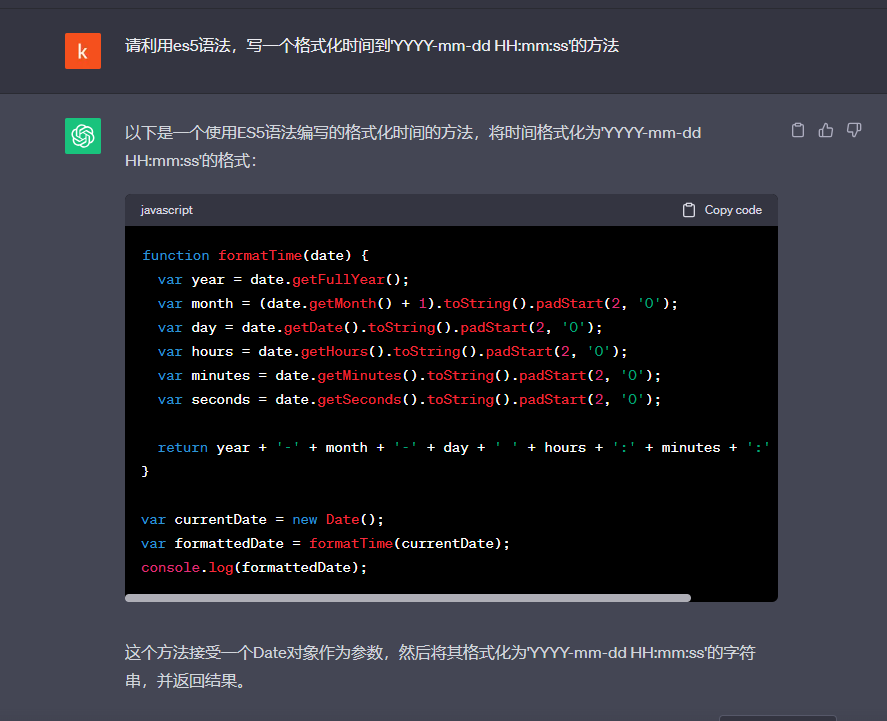 k
请利用es5语法，写一个格式化时间到'YYYY-mm-dd HH:mm:ss'的方法
以下是一个使用ES5语法编写的格式化时间的方法，将时间格式化为'YYYY-mm-dd
HH:mm:ss'的格式：
javascript
Copy code
function formatTime(date) {
  var year = date.getFullYear();
  var month = (date.getMonth() + 1).toString().padStart(2, '0');
  var day = date.getDate().toString().padStart(2, '0');
  var hours = date.getHours().toString().padStart(2, '0');
  var minutes = date.getMinutes().toString().padStart(2, '0');
  var seconds = date.getSeconds().toString().padStart(2, '0');
  return year + '-' + month + '-' + day + ' ' + hours + ':' + minutes + ':'
}
var currentDate = new Date();
var formattedDate = formatTime(currentDate);
console.log(formattedDate);
这个方法接受一个Date对象作为参数，然后将其格式化为'YYYY-mm-dd HH:mm:ss'的字符
串，并返回结果。